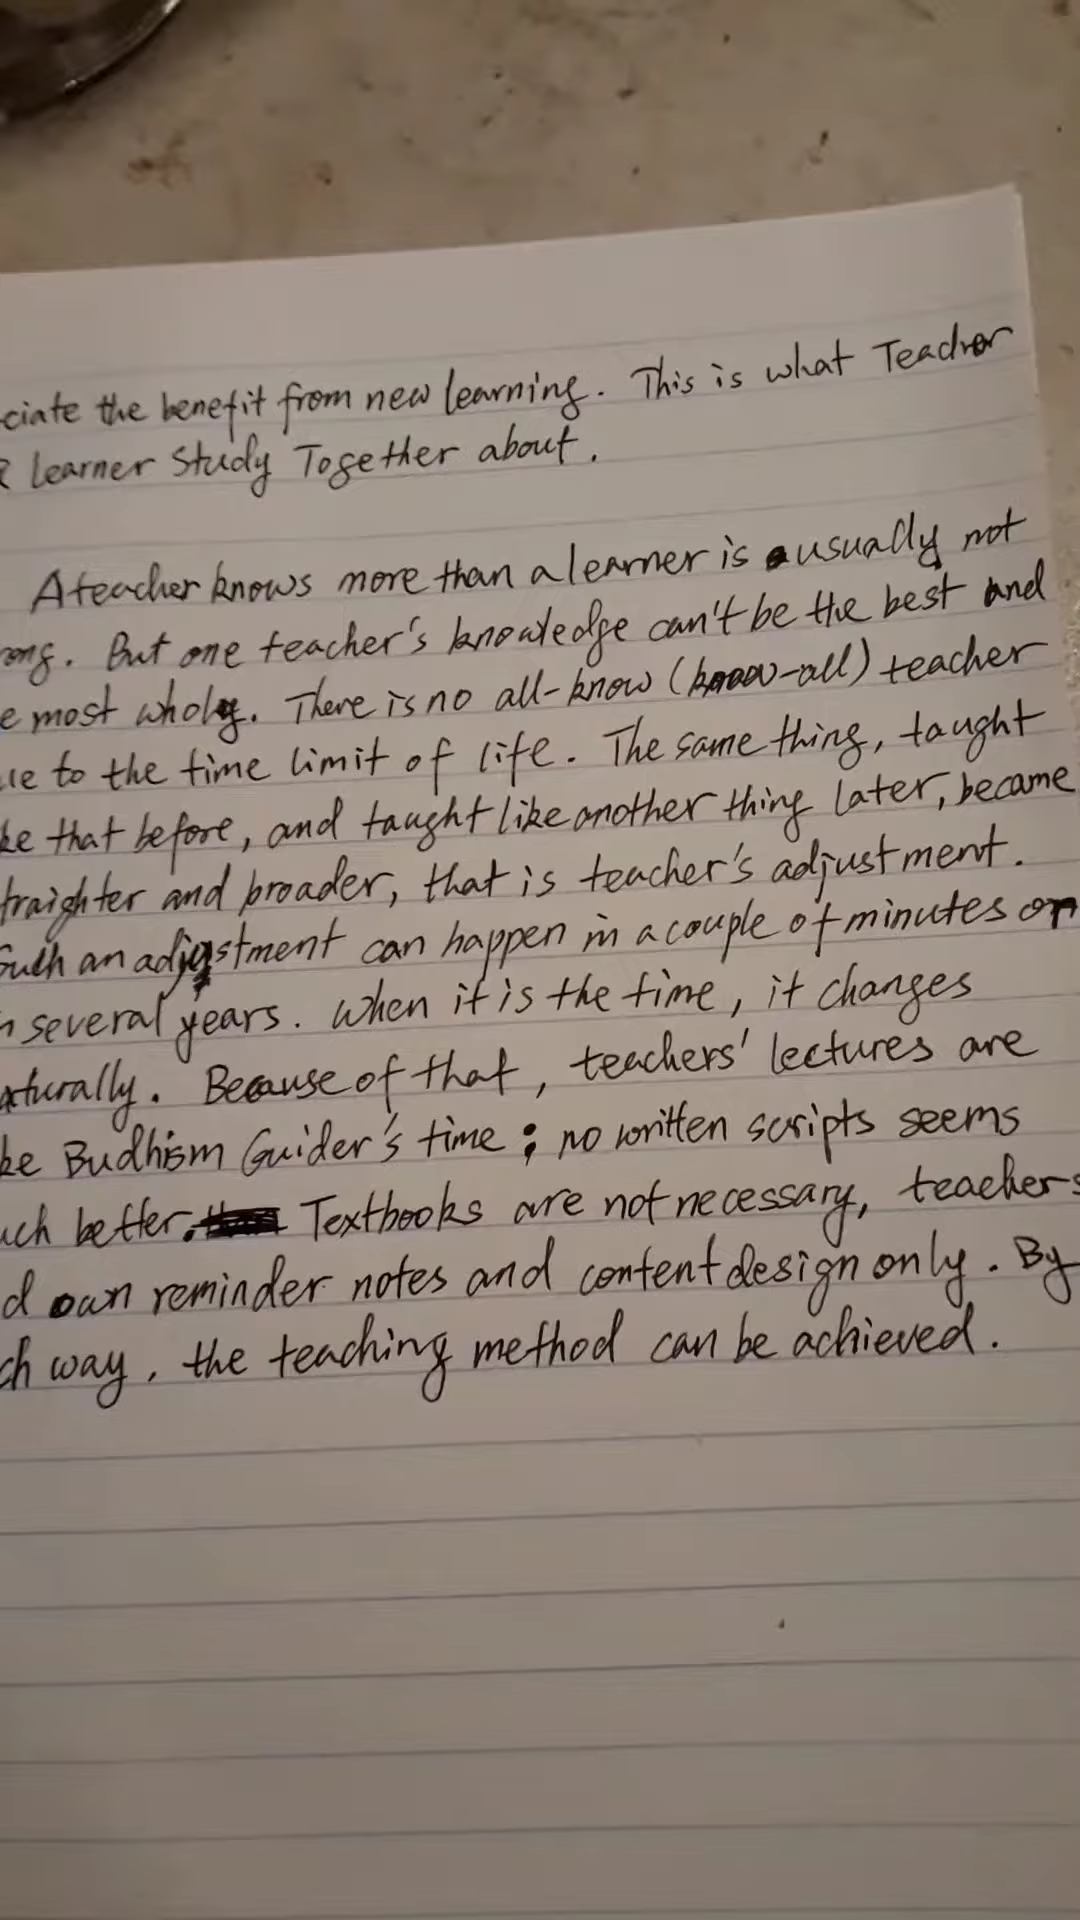 ciate the benefit from new learning. This is what Teacher
& learner Study Together about.
A teacher knows more than a learner is usually not
rong. But one teacher's knowledge can't be the best and
e most wholy. There is no all-know (know-all) teacher
ue to the time limit of life. The same thing, taught
ke that before, and taught like another thing later, became
traighter and broader, that is teacher's adjustment.
Such an adjustment can happen in a couple of minutes or
n several years. When it is the time, it changes
aturally. Because of that, teachers' lectures are
ke Budhism Guider's time; no written scripts seems
uch better. Textbooks are not necessary, teachers
d own reminder notes and content design only. By
ch way, the teaching method can be achieved.